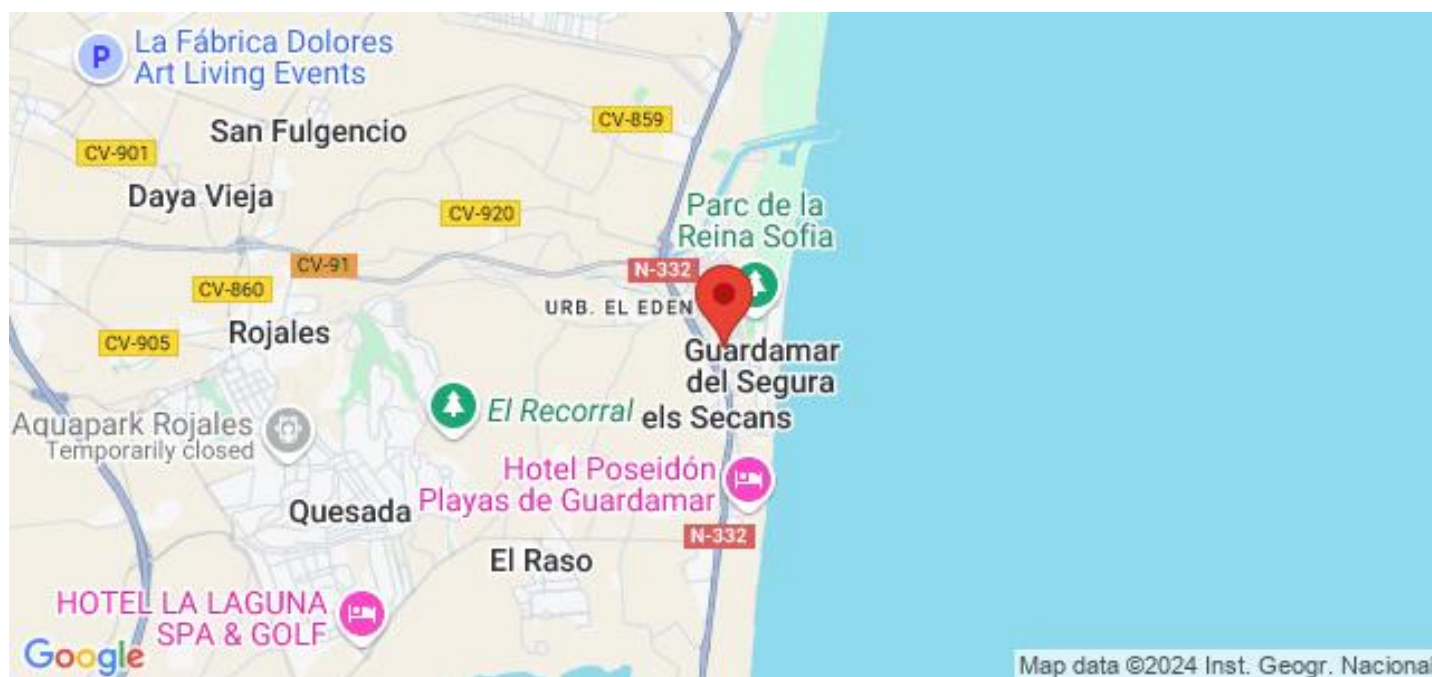 La Fábrica Dolores
Art Living Events
P
San Fulgencio
CV-859
CV-901
Daya Vieja
CV-920
Parc de la
Reina Sofia
CV-91
N-332
CV-860
URB. EL EDEN
Rojales
CV-905
Guardamar
del Segura
El Recorral
els Secans
Aquapark Rojales
Temporarily closed
Hotel Poseidón
Playas de Guardamar
Quesada
N-332
El Raso
HOTEL LA LAGUNA
SPA & GOLF
Google
Map data ©2024 Inst. Geogr. Nacional